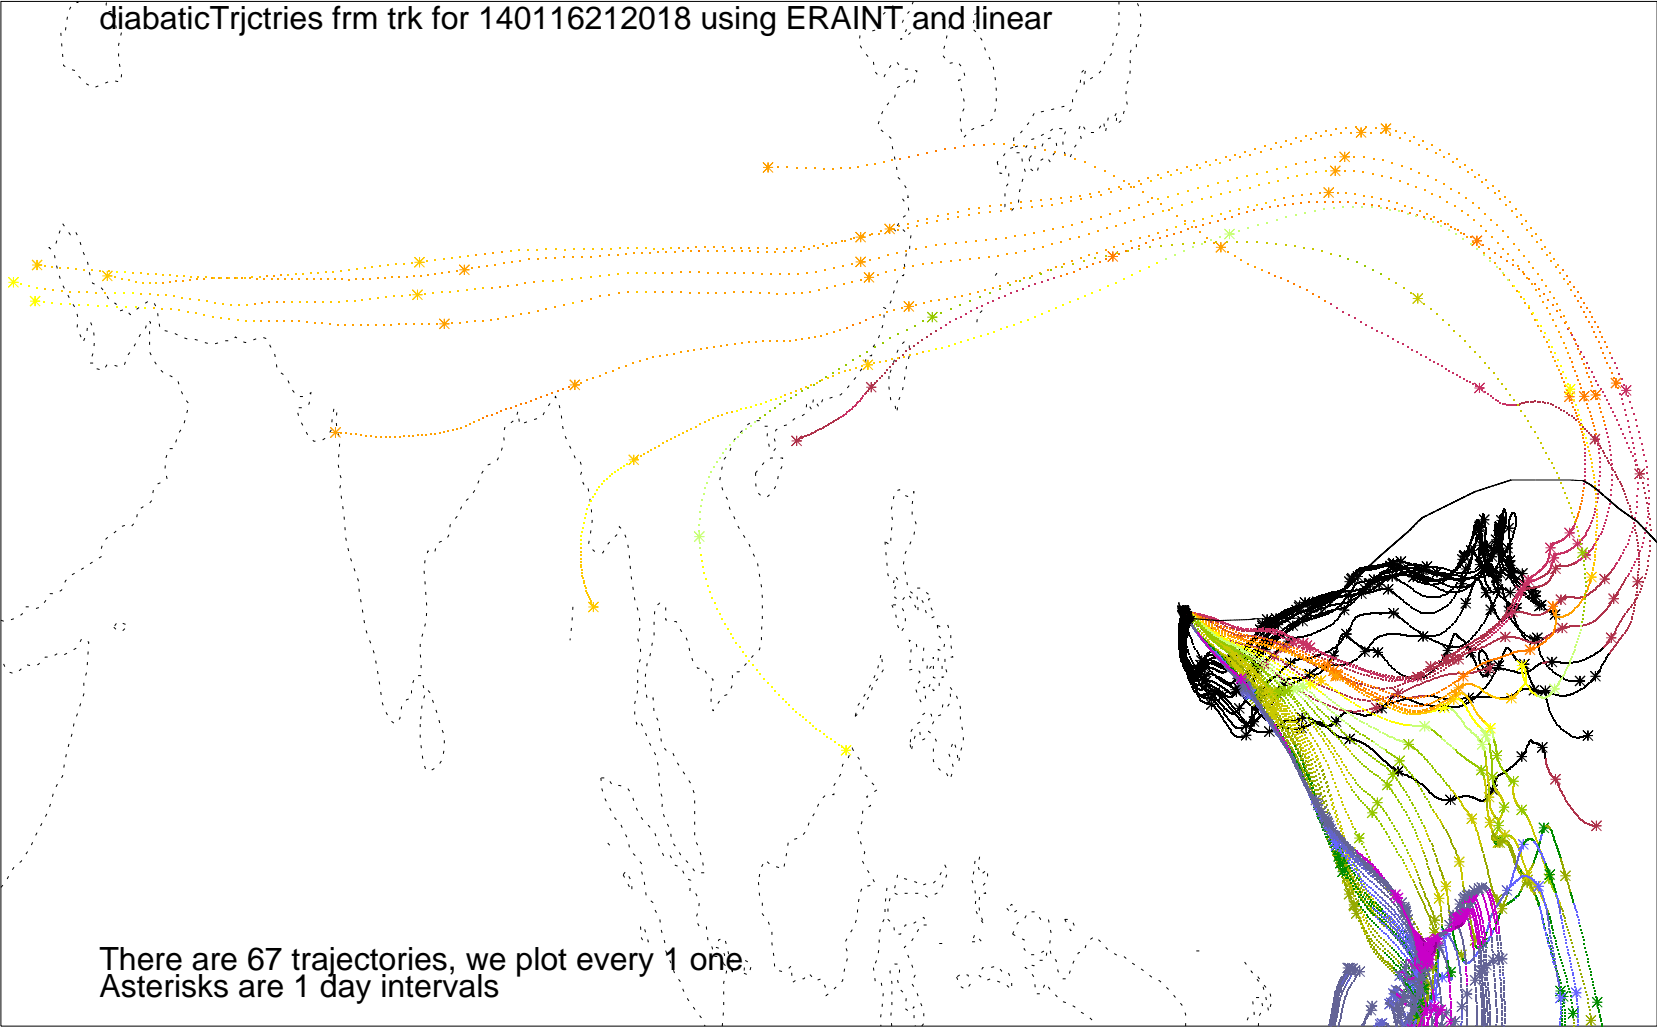 diabaticTrjctries frm trk for 140116212018 using ERAINT and linear
There are 67 trajectories, we plot every 1 one
Asterisks are 1 day intervals